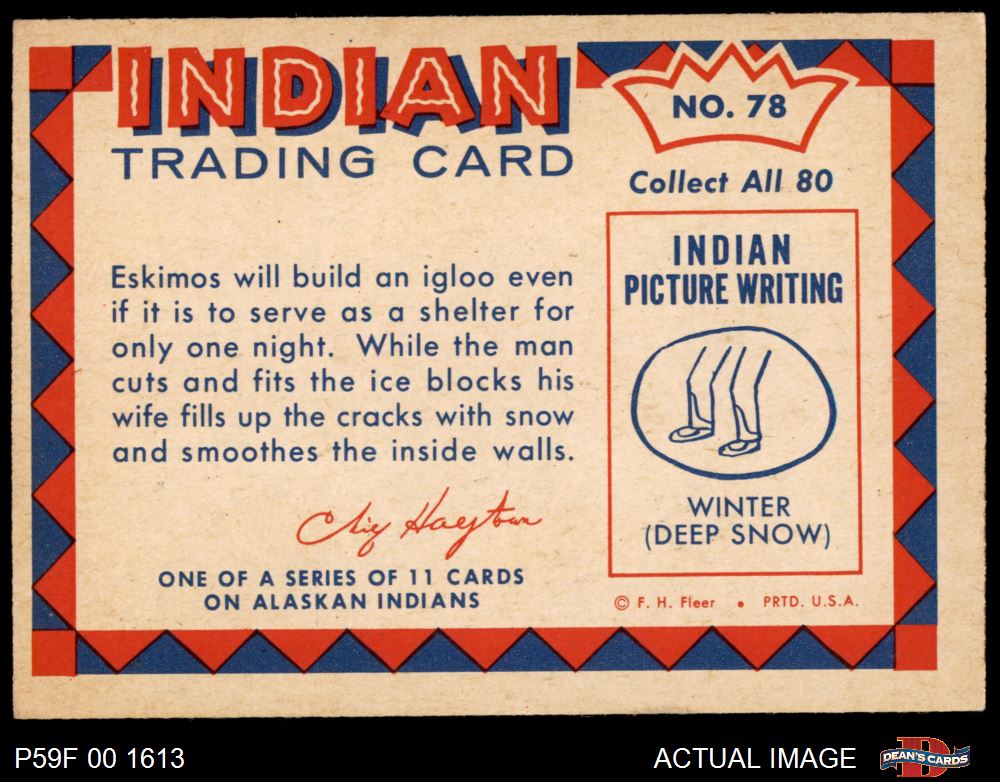 INDIAN
TRADING CARD
NO. 78
Collect All 80
Eskimos will build an igloo even
if it is to serve as a shelter for
only one night. While the man
cuts and fits the ice blocks his
wife fills up the cracks with snow
and smoothes the inside walls.
Chief Hagtown
ONE OF A SERIES OF 11 CARDS
ON ALASKAN INDIANS
INDIAN
PICTURE WRITING
WINTER
(DEEP SNOW)
© F. H. Fleer • PRTD. U.S.A.
P59F 00 1613
ACTUAL IMAGE
DEAN'S CARDS